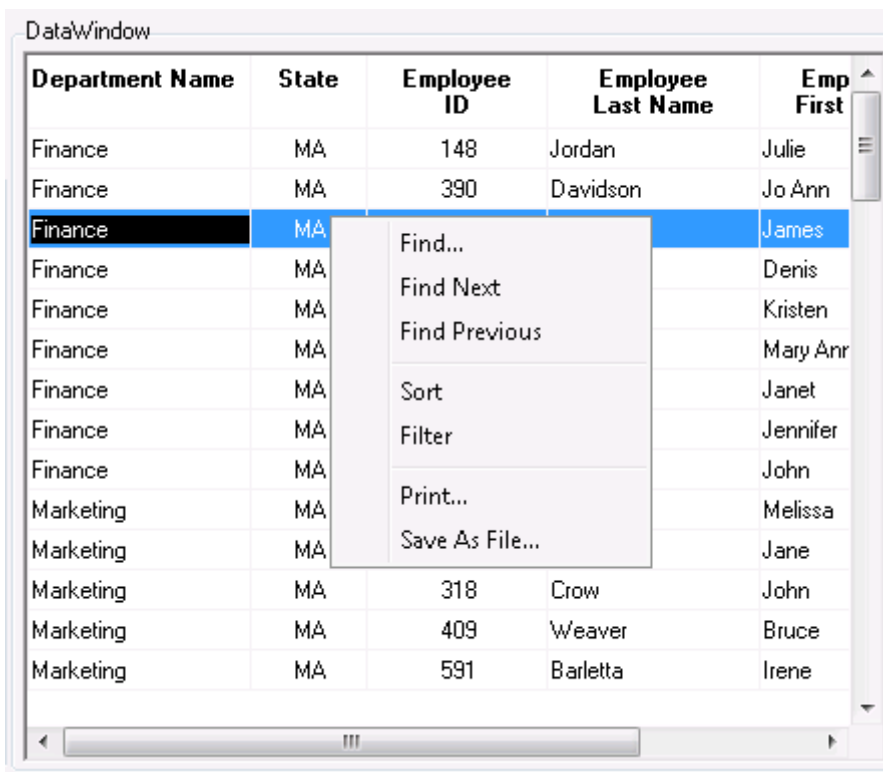 DataWindow
Department Name State Employee ID Employee Last Name Emp First
Finance MA 148 Jordan Julie
Finance MA 390 Davidson Jo Ann
Finance MA James
Finance MA Denis
Finance MA Kristen
Finance MA Mary Ann
Finance MA Janet
Finance MA Jennifer
Finance MA John
Marketing MA Melissa
Marketing MA Jane
Marketing MA 318 Crow John
Marketing MA 409 Weaver Bruce
Marketing MA 591 Barletta Irene
Find...
Find Next
Find Previous
Sort
Filter
Print...
Save As File...